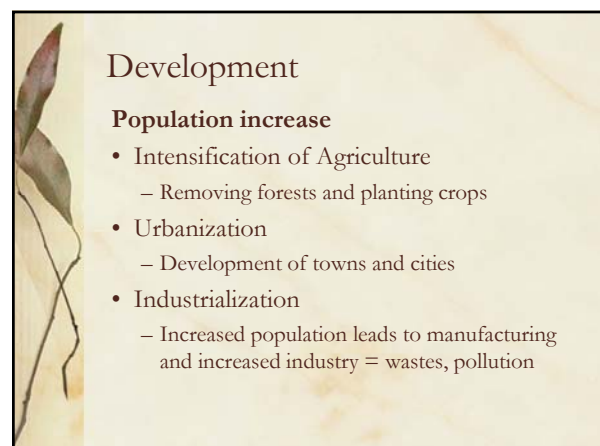 Development
Population increase
• Intensification of Agriculture
– Removing forests and planting crops
• Urbanization
– Development of towns and cities
• Industrialization
– Increased population leads to manufacturing
and increased industry = wastes, pollution